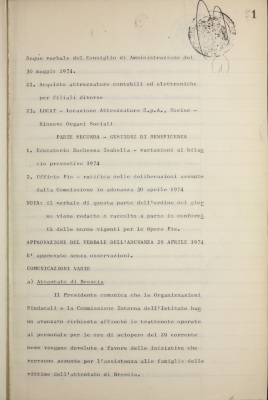 1
Segue verbale del Consiglio di Amministrazione del
30 maggio 1974.
22. Acquisto attrezzature contabili ed elettroniche
per filiali diverse
23. LOCAT - Locazione Attrezzature S.p.A., Torino -
Rinnovo Organi Sociali
PARTE SECONDA - GESTIONI DI BENEFICENZA
1. Educatorio Duchessa Isabella - variazioni al bilan
cio preventivo 1974
2. Ufficio Pio - ratifica delle deliberazioni assunte
dalla Commissione in adunanza 30 aprile 1974
NOTA: il verbale di questa parte dell'ordine del gior
no viene redatto e raccolto a parte in conformi
tà delle norme vigenti per le Opere Pie.
APPROVAZIONE DEL VERBALE DELL'ADUNANZA 29 APRILE 1974
E' approvato senza osservazioni.
COMUNICAZIONI VARIE
a) Attentato di Brescia
Il Presidente comunica che le Organizzazioni
Sindacali e la Commissione Interna dell'Istituto han
no avanzato richiesta affinché le trattenute operate
al personale per le ore di sciopero del 29 corrente
mese vengano devolute a favore delle iniziative che
verranno assunte per l'assistenza alle famiglie delle
vittime dell'attentato di Brescia.